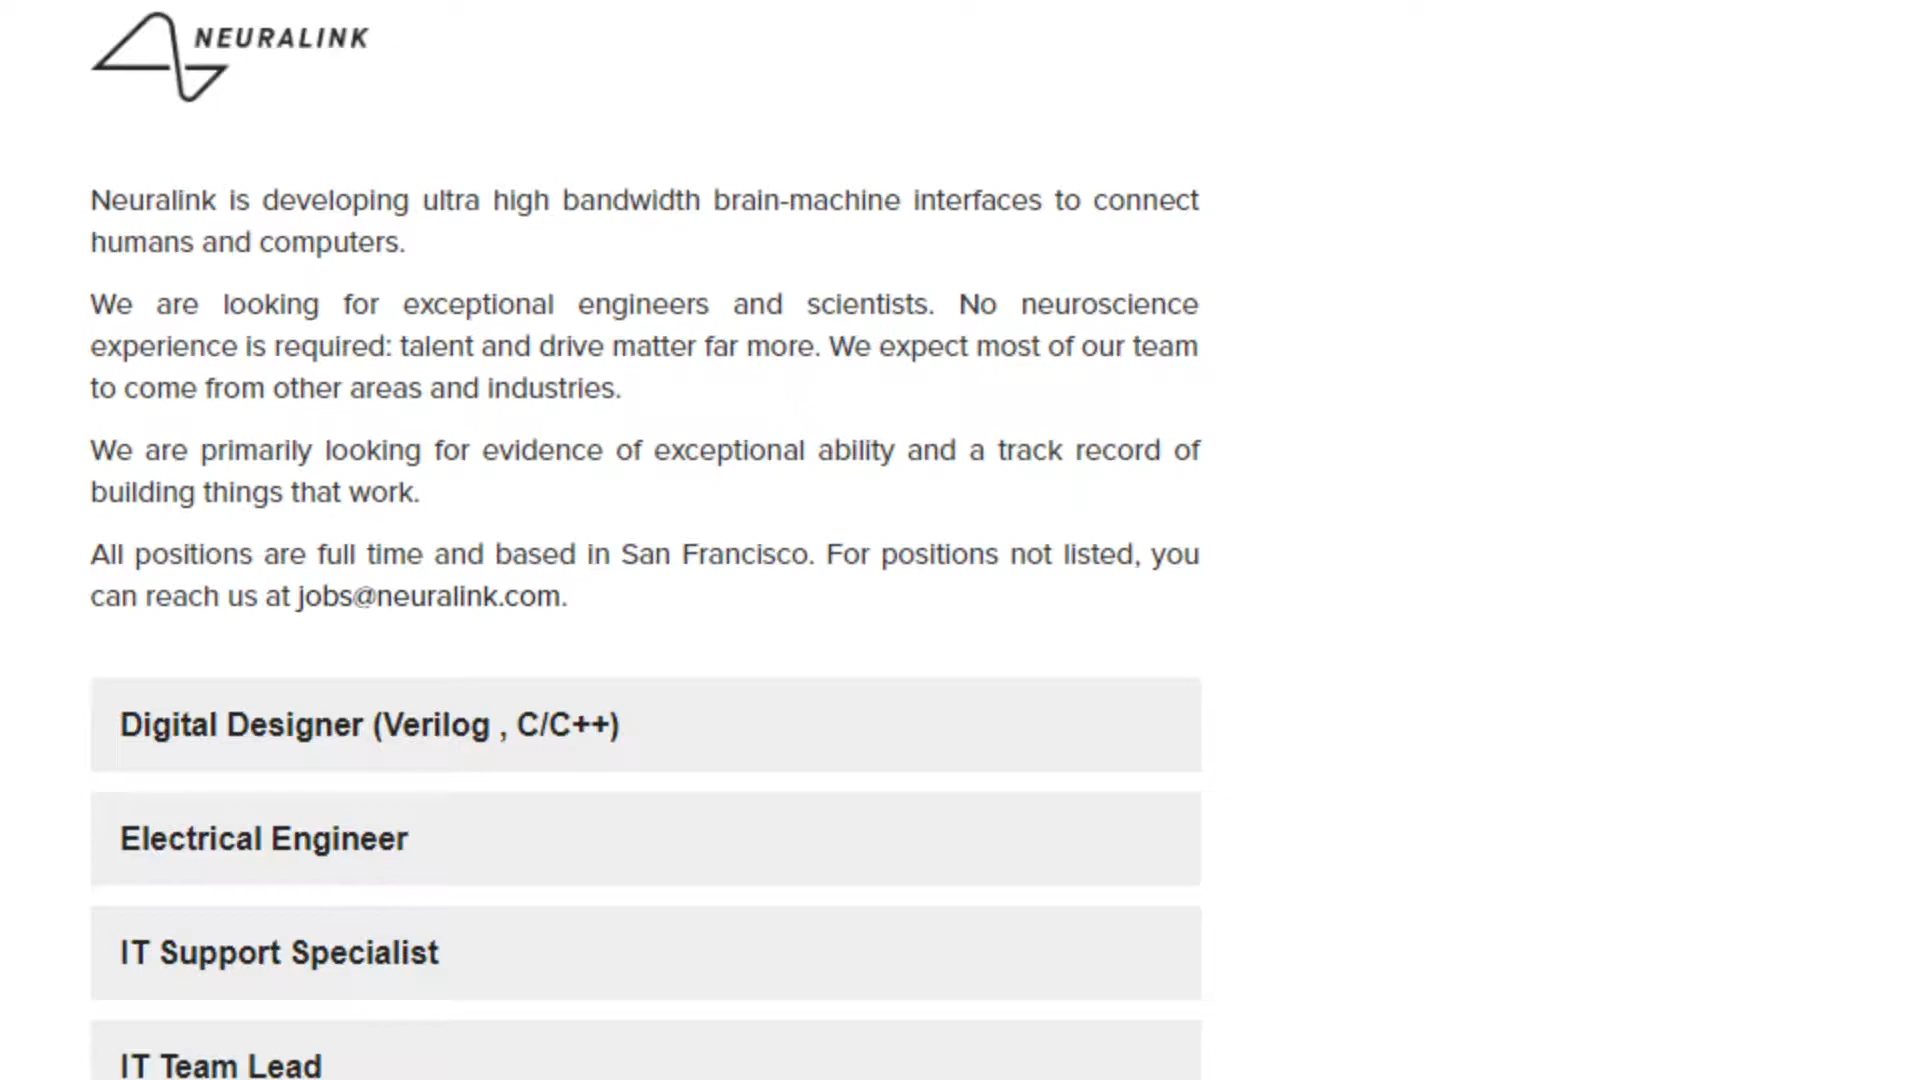 NEURALINK
Neuralink is developing ultra high bandwidth brain-machine interfaces to connect
humans and computers.
We are looking for exceptional engineers and scientists. No neuroscience
experience is required: talent and drive matter far more. We expect most of our team
to come from other areas and industries.
We are primarily looking for evidence of exceptional ability and a track record of
building things that work.
All positions are full time and based in San Francisco. For positions not listed, you
can reach us at jobs@neuralink.com.
Digital Designer (Verilog , C/C++)
Electrical Engineer
IT Support Specialist
IT Team Lead